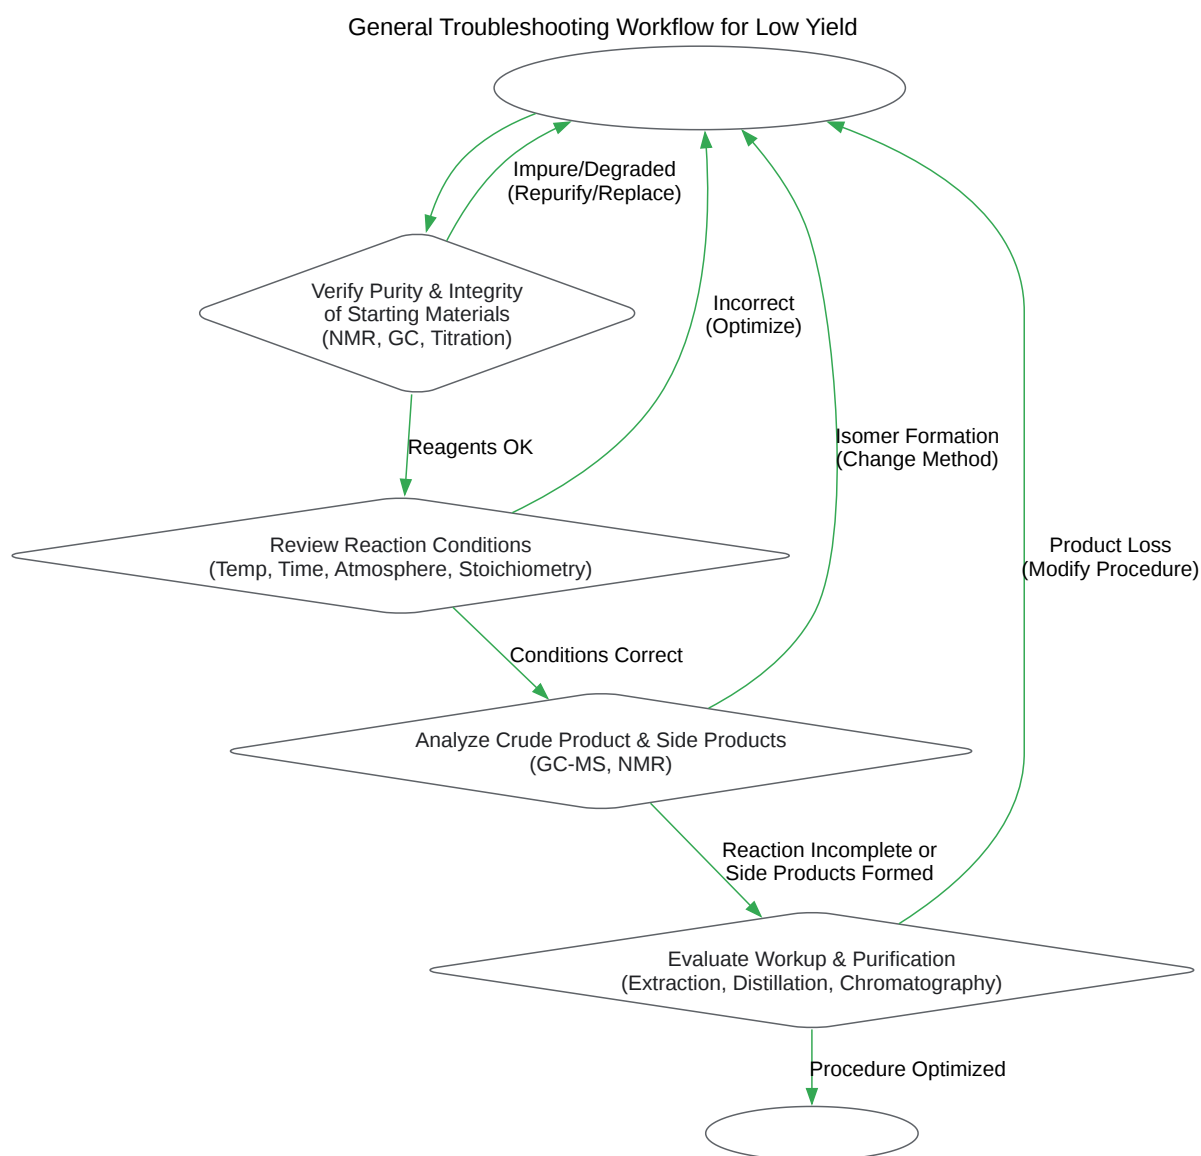 General Troubleshooting Workflow for Low Yield
Impure/Degraded
(Repurify/Replace)
Verify Purity & Integrity
of Starting Materials
(NMR, GC, Titration)
Incorrect
(Optimize)
Reagents OK
Isomer Formation
(Change Method)
Review Reaction Conditions
(Temp, Time, Atmosphere, Stoichiometry)
Product Loss
(Modify Procedure)
Conditions Correct
Analyze Crude Product & Side Products
(GC-MS, NMR)
Reaction Incomplete or
Side Products Formed
Evaluate Workup & Purification
(Extraction, Distillation, Chromatography)
Procedure Optimized